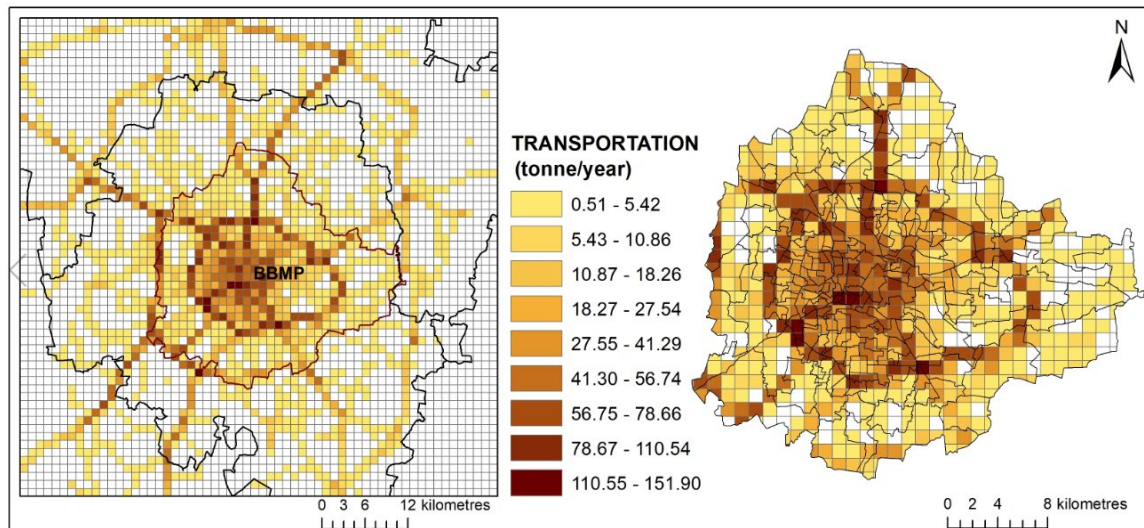 BBMP
0 3 6 12 kilometres
TRANSPORTATION
(tonne/year)
0.51 - 5.42
5.43 - 10.86
10.87 - 18.26
18.27 - 27.54
27.55 - 41.29
41.30 - 56.74
56.75 - 78.66
78.67 - 110.54
110.55 - 151.90
N
0 2 4 8 kilometres